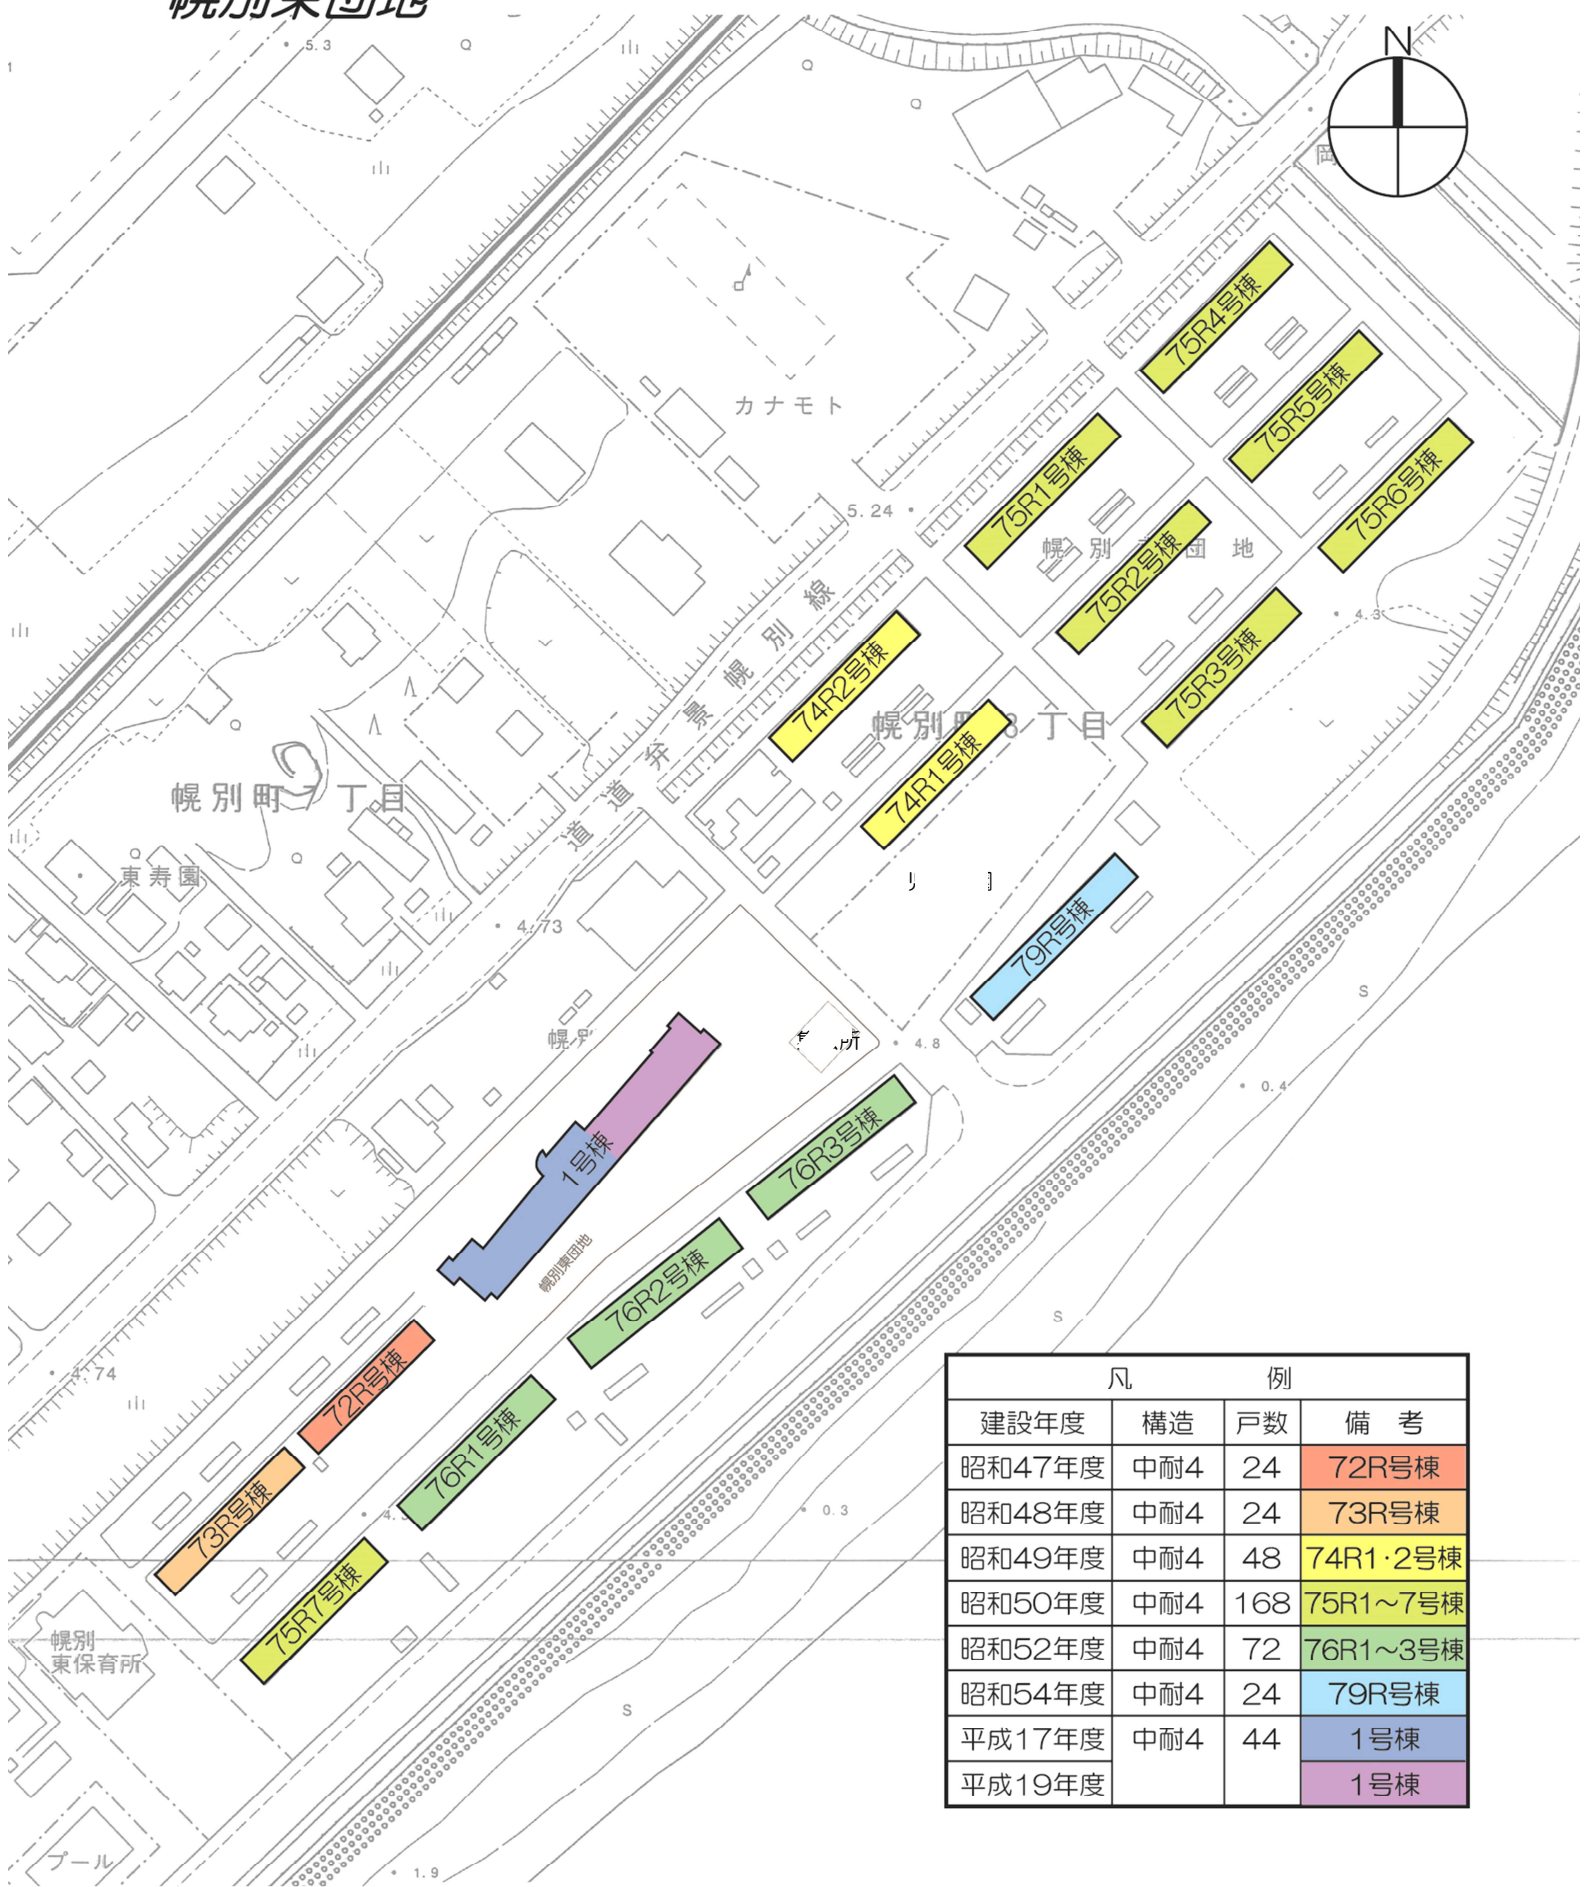 幌別東団地
N
5.3
カナモト
75R4号棟
75R5号棟
75R1号棟
75R6号棟
5.24
幌別
団地
75R2号棟
4.3
道道弁景幌別線
74R2号棟
75R3号棟
74R1号棟
幌別町7丁目
東寿園
4.73
79R号棟
4.8
0.4
1号棟
76R3号棟
幌別東団地
76R2号棟
4.74
72R号棟
76R1号棟
73R号棟
0.3
75R7号棟
幌別
東保育所
プール
1.9
S
S
S
凡 例
建設年度 構造 戸数 備 考
昭和47年度 中耐4 24 72R号棟
昭和48年度 中耐4 24 73R号棟
昭和49年度 中耐4 48 74R1・2号棟
昭和50年度 中耐4 168 75R1～7号棟
昭和52年度 中耐4 72 76R1～3号棟
昭和54年度 中耐4 24 79R号棟
平成17年度 中耐4 44 1号棟
平成19年度 1号棟